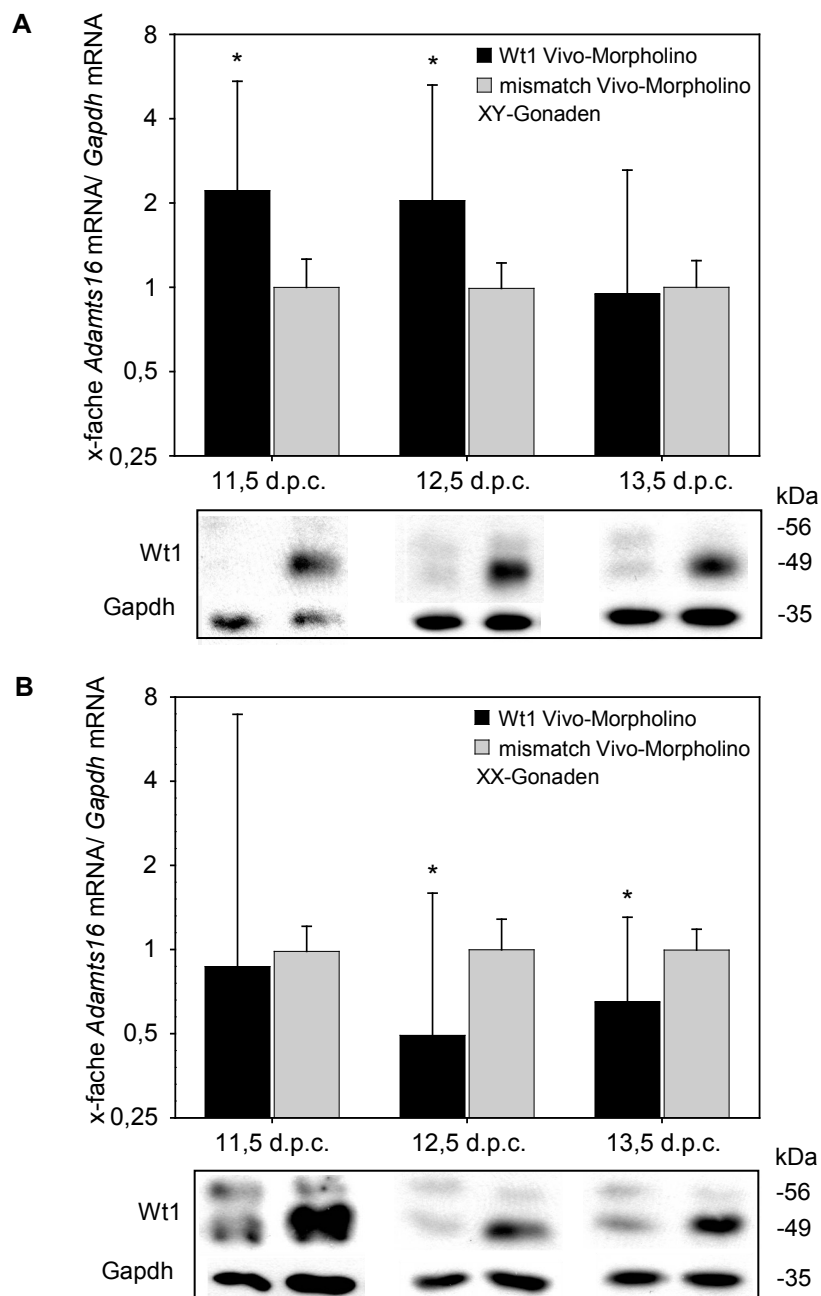 A
x-fache Adamts16 mRNA/ Gapdh mRNA
8
4
2
1
0,5
0,25
*
*
Wt1 Vivo-Morpholino
mismatch Vivo-Morpholino
XY-Gonaden
11,5 d.p.c.
12,5 d.p.c.
13,5 d.p.c.
kDa
Wt1
-56
-49
Gapdh
-35
B
x-fache Adamts16 mRNA/ Gapdh mRNA
8
4
2
1
0,5
0,25
*
*
Wt1 Vivo-Morpholino
mismatch Vivo-Morpholino
XX-Gonaden
11,5 d.p.c.
12,5 d.p.c.
13,5 d.p.c.
kDa
Wt1
-56
-49
Gapdh
-35